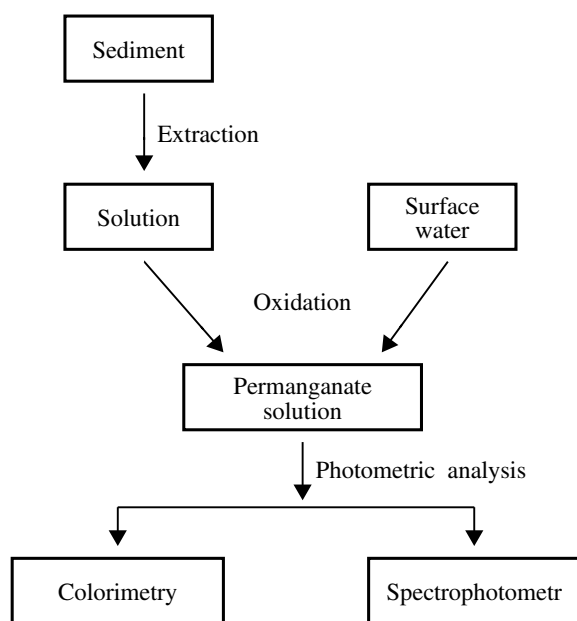 Sediment
Extraction
Solution
Surface
water
Oxidation
Permanganate
solution
Photometric analysis
Colorimetry
Spectrophotometr